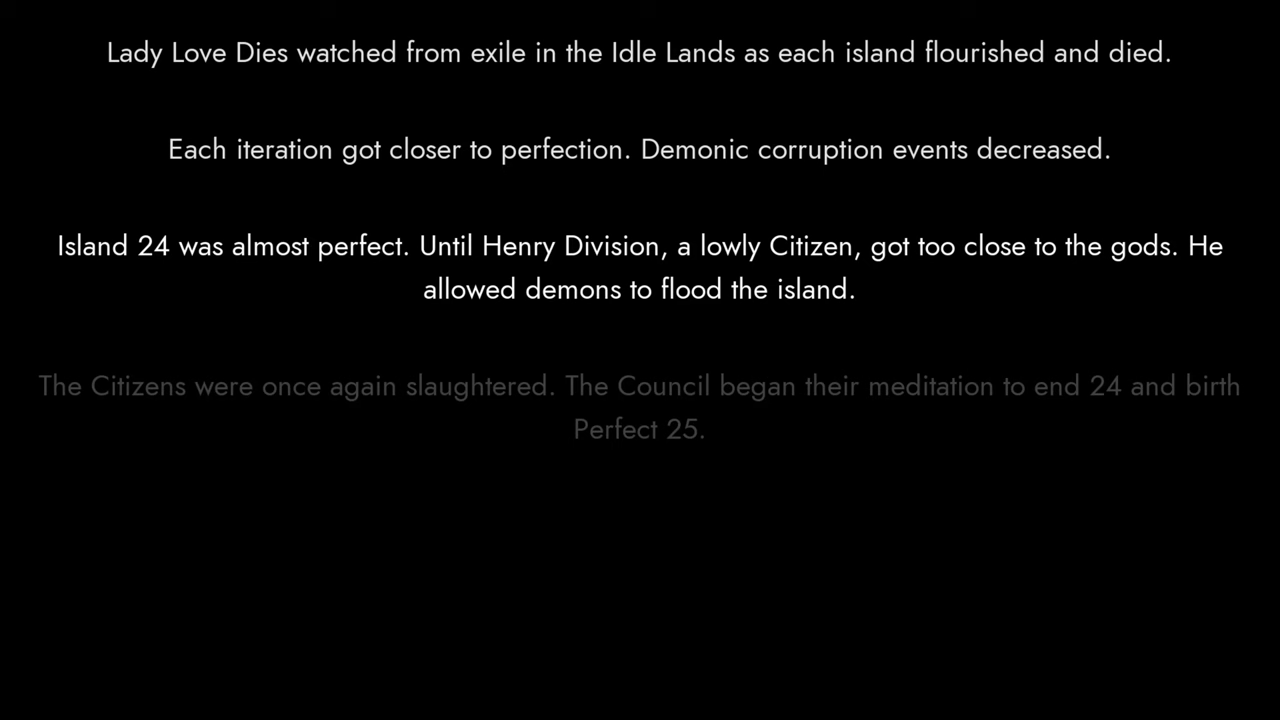 Lady Love Dies watched from exile in the Idle Lands as each island flourished and died.
Each iteration got closer to perfection. Demonic corruption events decreased.
Island 24 was almost perfect. Until Henry Division, a lowly Citizen, got too close to the gods. He
allowed demons to flood the island.
The Citizens were once again slaughtered. The Council began their meditation to end 24 and birth
Perfect 25.